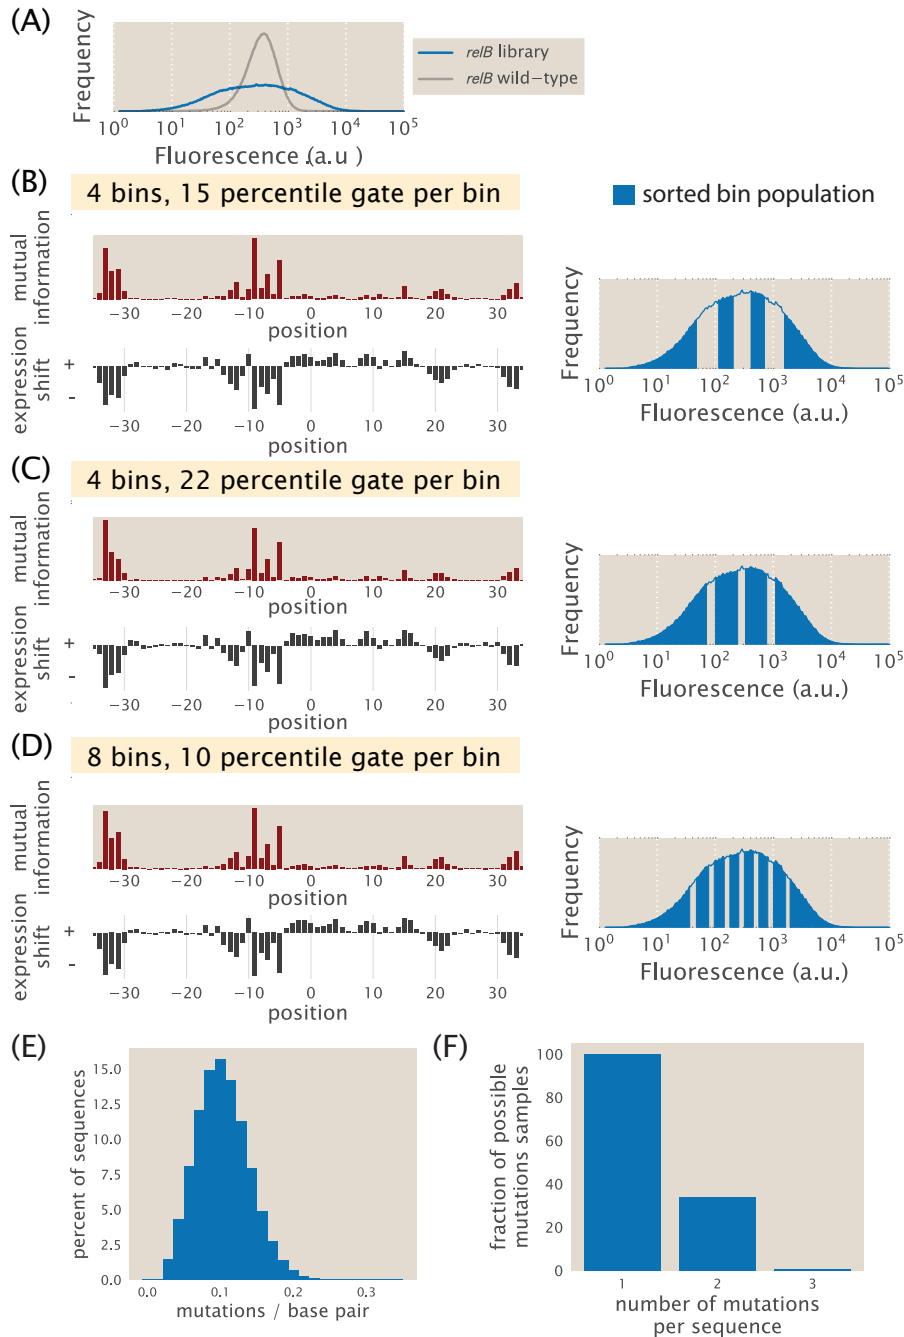 (A)
Frequency
relB library
relB wild-type
10^0 10^1 10^2 10^3 10^4 10^5
Fluorescence (a.u )
(B)
4 bins, 15 percentile gate per bin
sorted bin population
mutual
information
−30 −20 −10 0 10 20 30
position
expression
shift
+
-
−30 −20 −10 0 10 20 30
position
Frequency
10^0 10^1 10^2 10^3 10^4 10^5
Fluorescence (a.u.)
(C)
4 bins, 22 percentile gate per bin
mutual
information
−30 −20 −10 0 10 20 30
position
expression
shift
+
-
−30 −20 −10 0 10 20 30
position
Frequency
10^0 10^1 10^2 10^3 10^4 10^5
Fluorescence (a.u.)
(D)
8 bins, 10 percentile gate per bin
mutual
information
−30 −20 −10 0 10 20 30
position
expression
shift
+
-
−30 −20 −10 0 10 20 30
position
Frequency
10^0 10^1 10^2 10^3 10^4 10^5
Fluorescence (a.u.)
(E)
percent of sequences
15.0
12.5
10.0
7.5
5.0
2.5
0.0
0.0 0.1 0.2 0.3
mutations / base pair
(F)
fraction of possible
mutations samples
100
80
60
40
20
0
1 2 3
number of mutations
per sequence